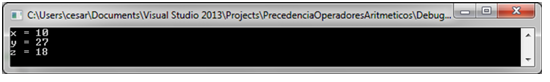 C:\Users\cesar\Documents\Visual Studio 2013\Projects\PrecedenciaOperadoresAritmeticos\Debug...
x = 10
y = 27
z = 18